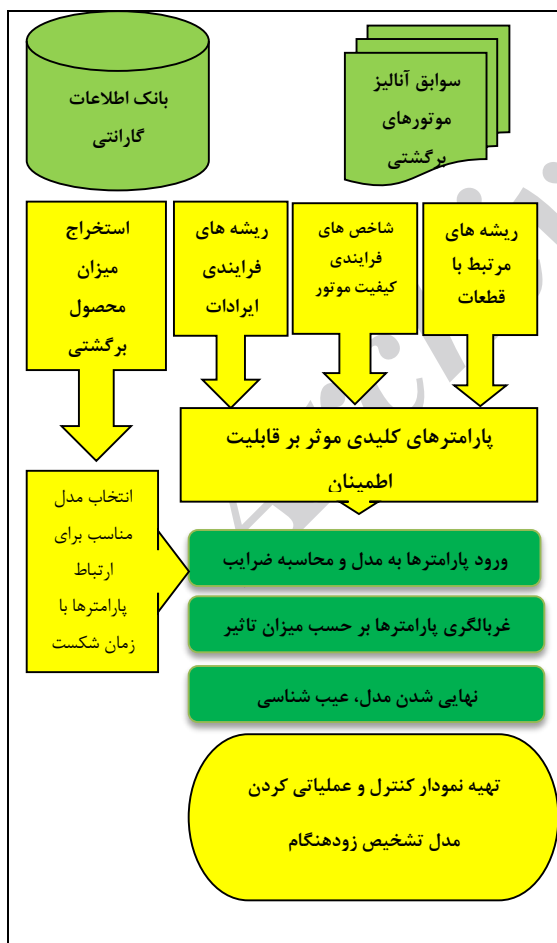 سوابق آنالیز
موتورهای
برگشتی
بانک اطلاعات
گارانتی
ریشه های
مرتبط با
قطعات
شاخص های
فرایندی
کیفیت موتور
ریشه های
فرایندی
ایرادات
استخراج
میزان
محصول
برگشتی
پارامترهای کلیدی موثر بر قابلیت
اطمینان
انتخاب مدل
مناسب برای
ارتباط
پارامترها با
زمان شکست
ورود پارامترها به مدل و محاسبه ضرایب
غربالگری پارامترها بر حسب میزان تاثیر
نهایی شدن مدل، عیب شناسی
تهیه نمودار کنترل و عملیاتی کردن
مدل تشخیص زودهنگام